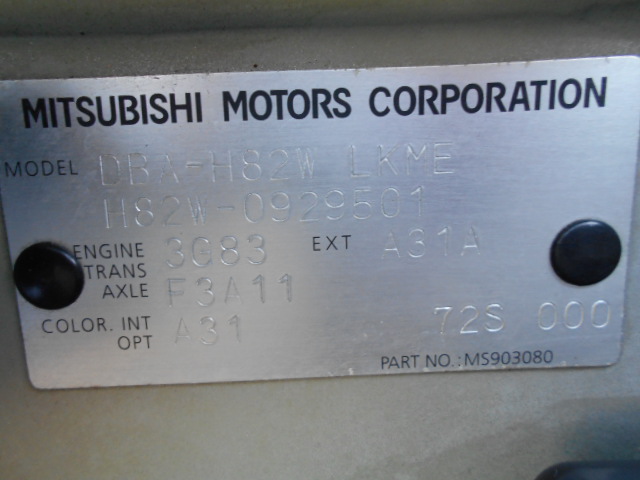 MITSUBISHI MOTORS CORPORATION
MODEL DBA-H82W LKME
H82W-0929501
ENGINE 3G83 EXT A31A
TRANS
AXLE F3A11
COLOR. INT A31 72S 000
OPT
PART NO.: MS903080